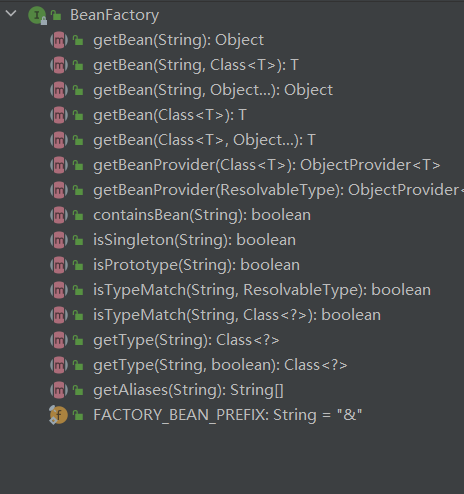 BeanFactory
getBean(String): Object
getBean(String, Class<T>): T
getBean(String, Object...): Object
getBean(Class<T>): T
getBean(Class<T>, Object...): T
getBeanProvider(Class<T>): ObjectProvider<T>
getBeanProvider(ResolvableType): ObjectProvider<
containsBean(String): boolean
isSingleton(String): boolean
isPrototype(String): boolean
isTypeMatch(String, ResolvableType): boolean
isTypeMatch(String, Class<?>): boolean
getType(String): Class<?>
getType(String, boolean): Class<?>
getAliases(String): String[]
FACTORY_BEAN_PREFIX: String = "&"